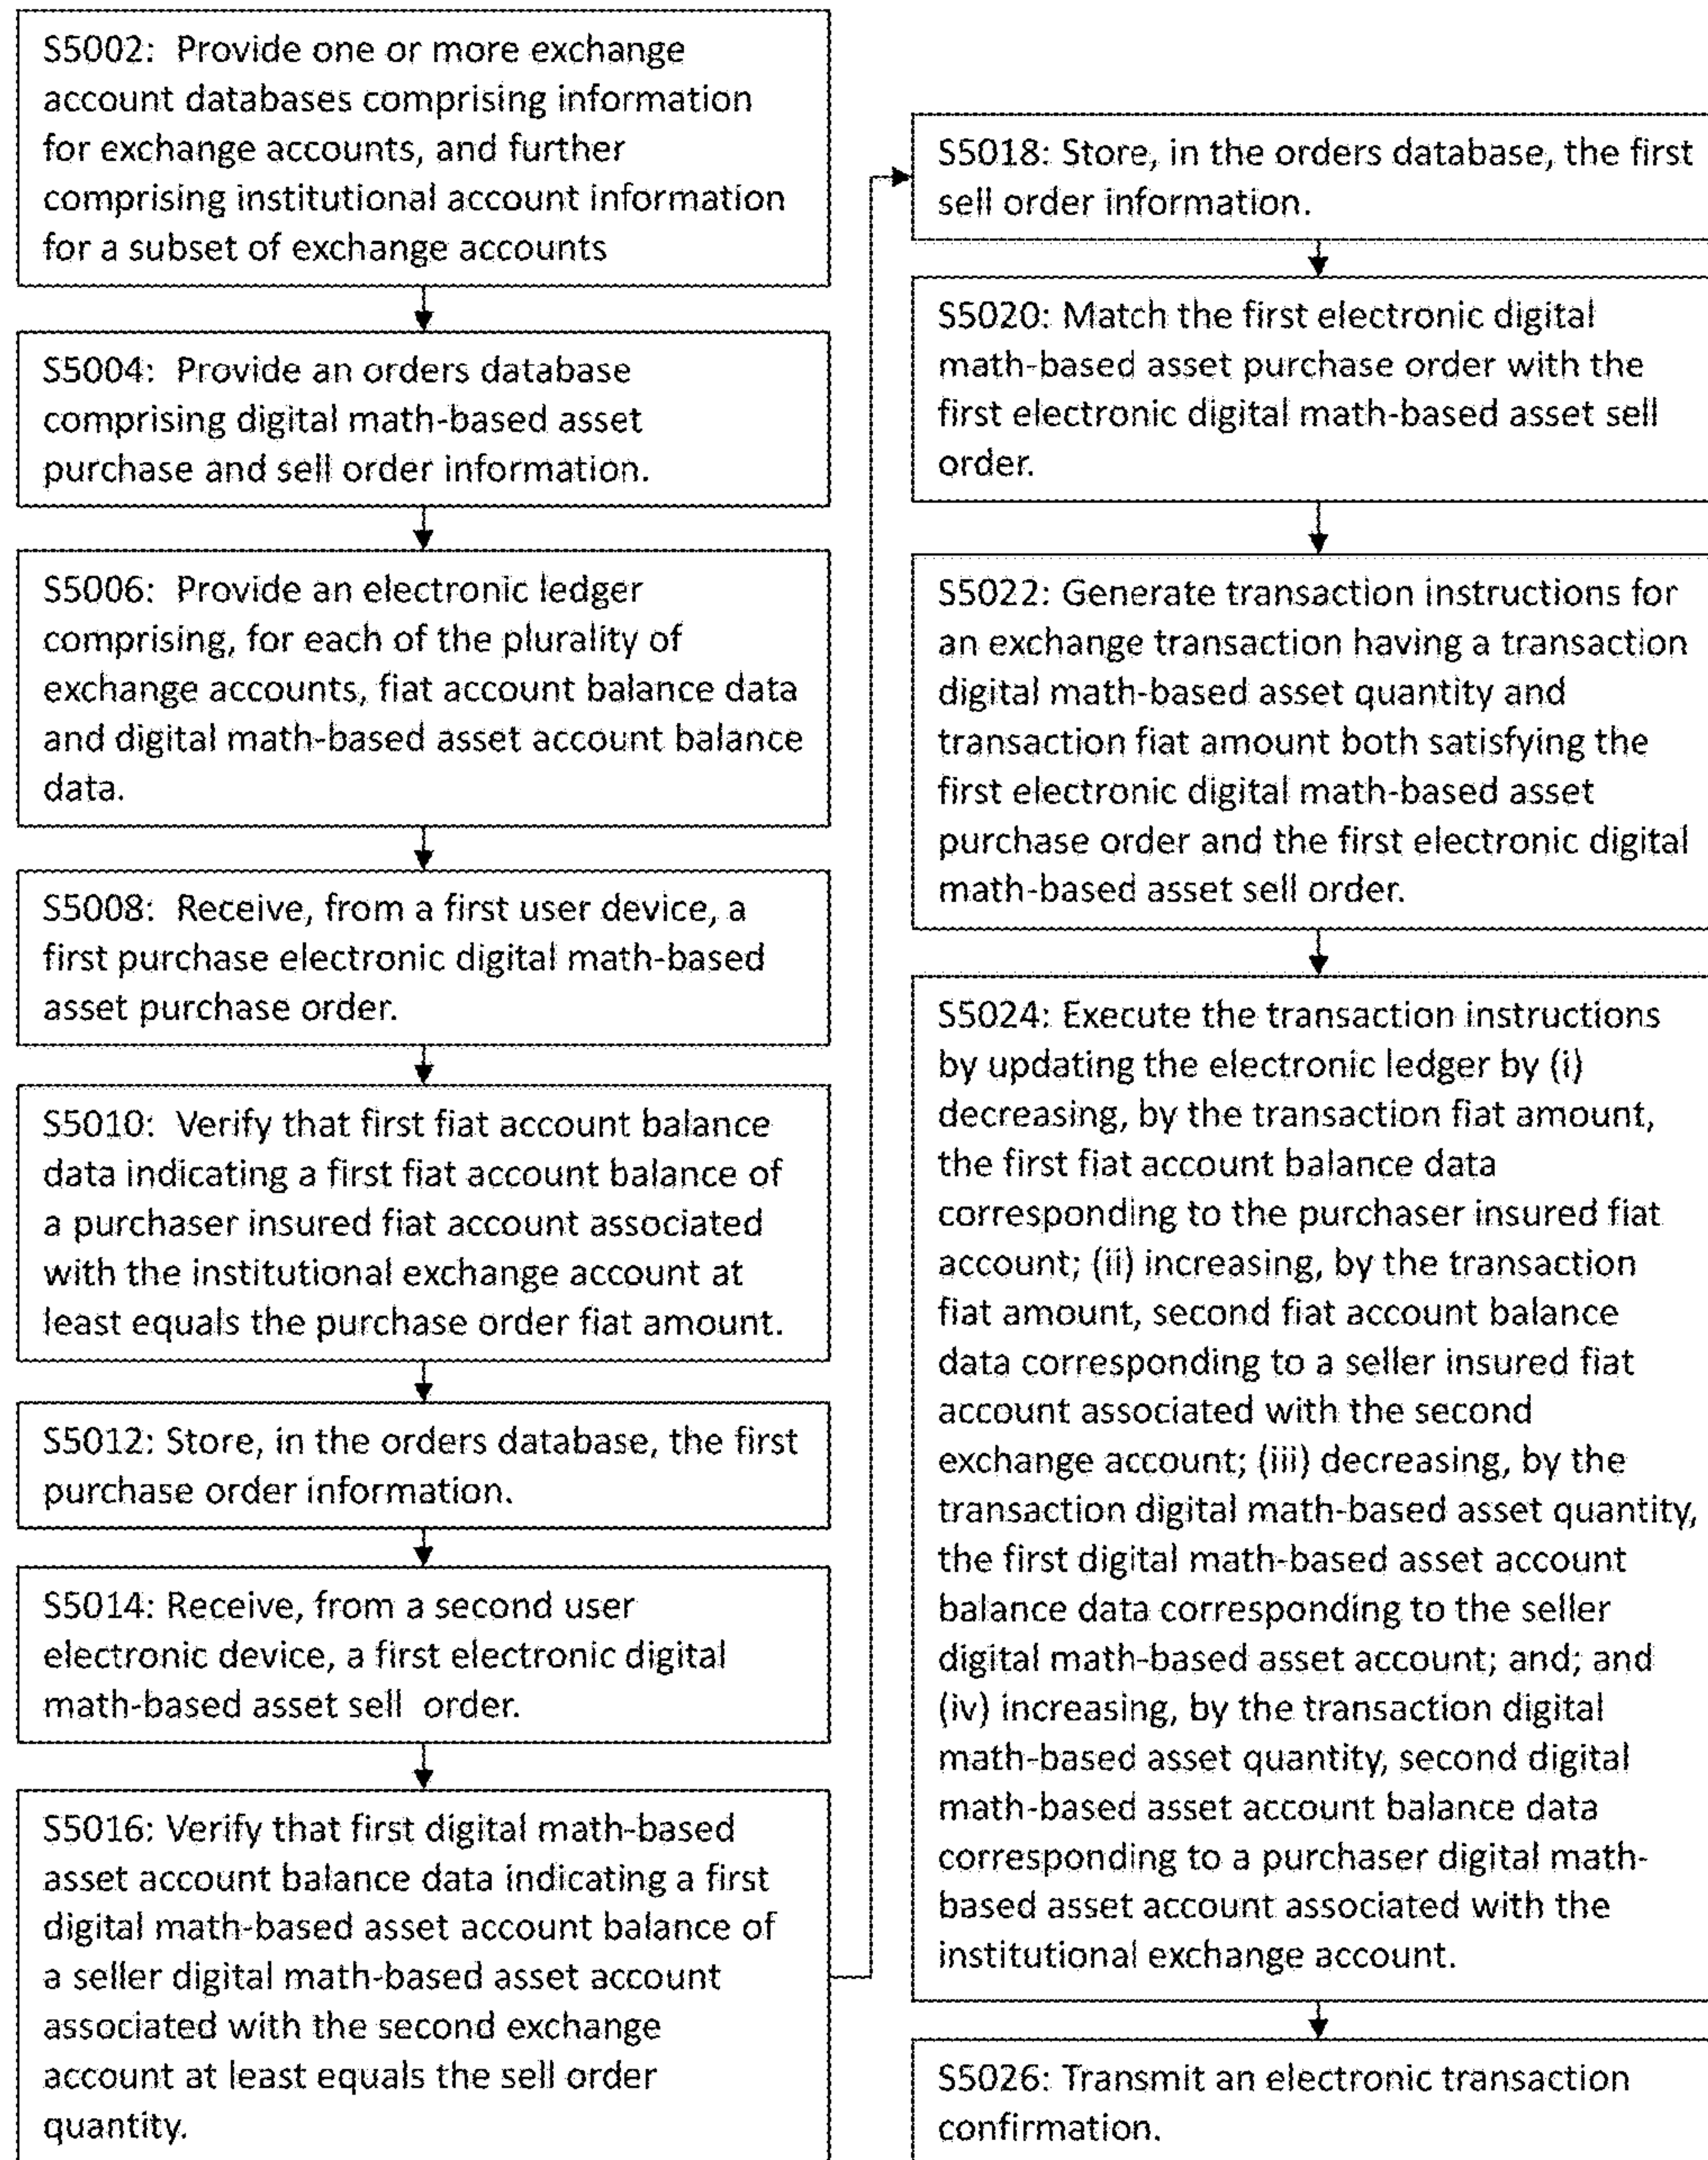 S5002: Provide one or more exchange
account databases comprising information
for exchange accounts, and further
comprising institutional account information
for a subset of exchange accounts
S5004: Provide an orders database
comprising digital math-based asset
purchase and sell order information.
S5006: Provide an electronic ledger
comprising, for each of the plurality of
exchange accounts, fiat account balance data
and digital math-based asset account balance
data.
S5008: Receive, from a first user device, a
first purchase electronic digital math-based
asset purchase order.
S5010: Verify that first fiat account balance
data indicating a first fiat account balance of
a purchaser insured fiat account associated
with the institutional exchange account at
least equals the purchase order fiat amount.
S5012: Store, in the orders database, the first
purchase order information.
S5014: Receive, from a second user
electronic device, a first electronic digital
math-based asset sell order.
S5016: Verify that first digital math-based
asset account balance data indicating a first
digital math-based asset account balance of
a seller digital math-based asset account
associated with the second exchange
account at least equals the sell order
quantity.
S5018: Store, in the orders database, the first
sell order information.
S5020: Match the first electronic digital
math-based asset purchase order with the
first electronic digital math-based asset sell
order.
S5022: Generate transaction instructions for
an exchange transaction having a transaction
digital math-based asset quantity and
transaction fiat amount both satisfying the
first electronic digital math-based asset
purchase order and the first electronic digital
math-based asset sell order.
S5024: Execute the transaction instructions
by updating the electronic ledger by (i)
decreasing, by the transaction fiat amount,
the first fiat account balance data
corresponding to the purchaser insured fiat
account; (ii) increasing, by the transaction
fiat amount, second fiat account balance
data corresponding to a seller insured fiat
account associated with the second
exchange account; (iii) decreasing, by the
transaction digital math-based asset quantity,
the first digital math-based asset account
balance data corresponding to the seller
digital math-based asset account; and; and
(iv) increasing, by the transaction digital
math-based asset quantity, second digital
math-based asset account balance data
corresponding to a purchaser digital math-
based asset account associated with the
institutional exchange account.
S5026: Transmit an electronic transaction
confirmation.